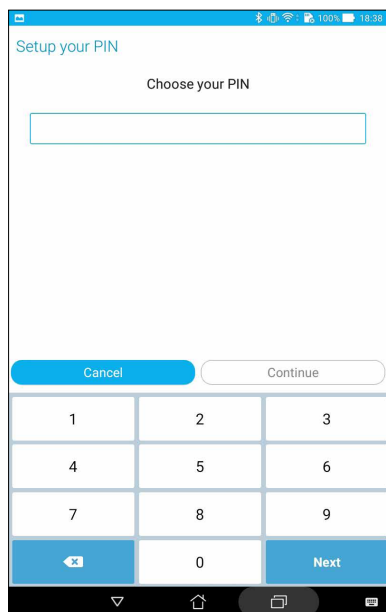 100% 18:38
Setup your PIN
Choose your PIN
Cancel Continue
1 2 3
4 5 6
7 8 9
0 Next